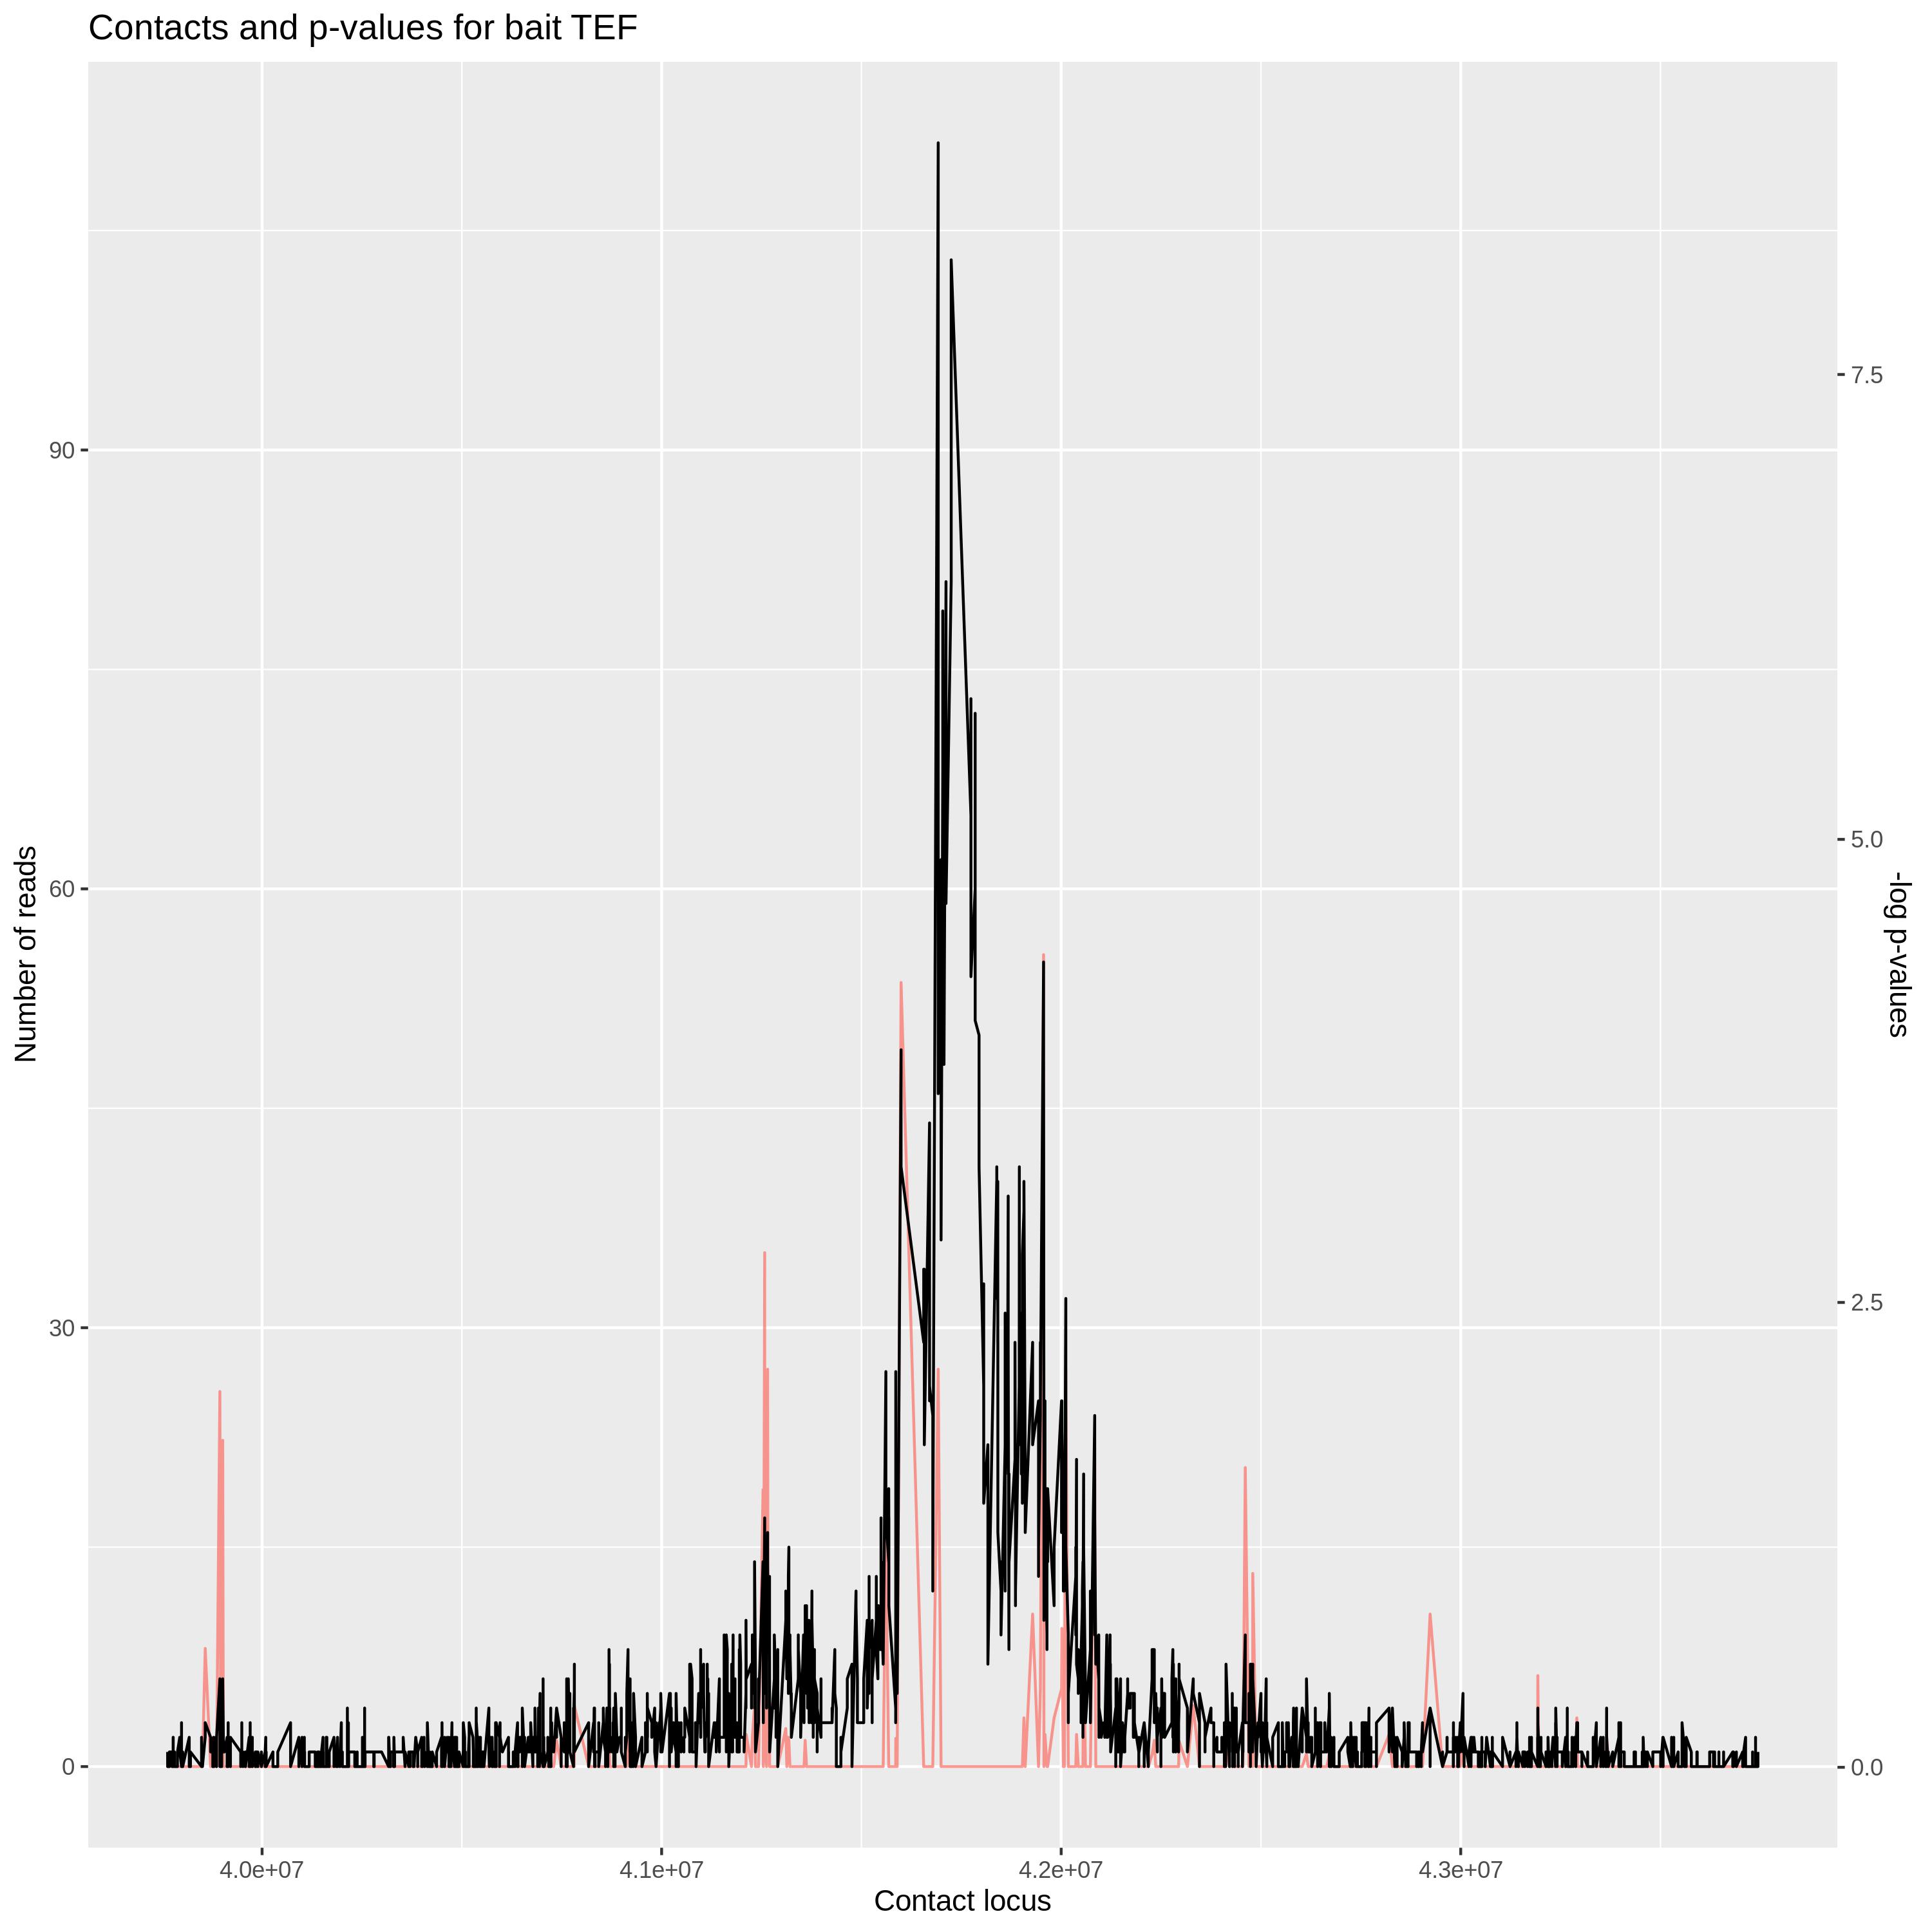 Contacts and p-values for bait TEF
90
60
30
0
7.5
5.0
2.5
0.0
Number of reads
-log p-values
4.0e+07
4.1e+07
4.2e+07
4.3e+07
Contact locus